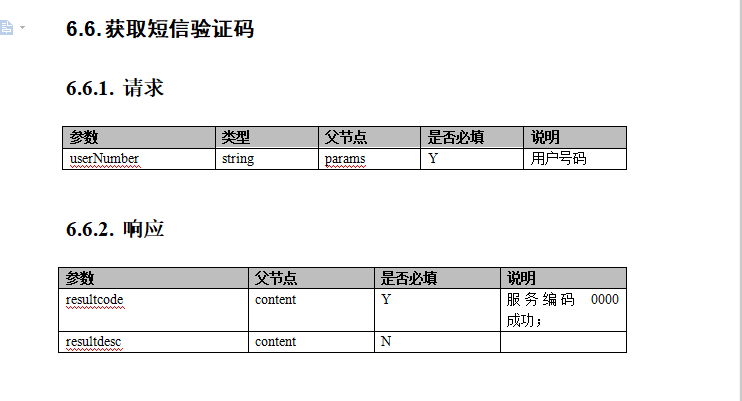 6.6.获取短信验证码
6.6.1. 请求
参数 类型 父节点 是否必填 说明
userNumber string params Y 用户号码
6.6.2. 响应
参数 父节点 是否必填 说明
resultcode content Y 服务编码 0000
成功；
resultdesc content N